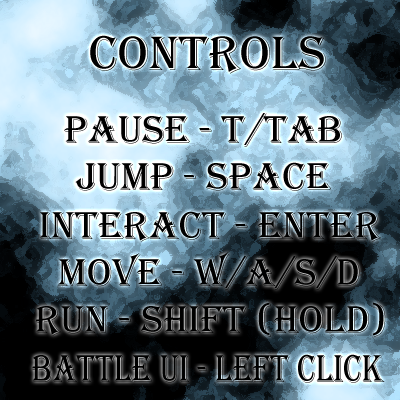 CONTROLS
PAUSE - T/TAB
JUMP - SPACE
INTERACT - ENTER
MOVE - W/A/S/D
RUN - SHIFT (HOLD)
BATTLE UI - LEFT CLICK